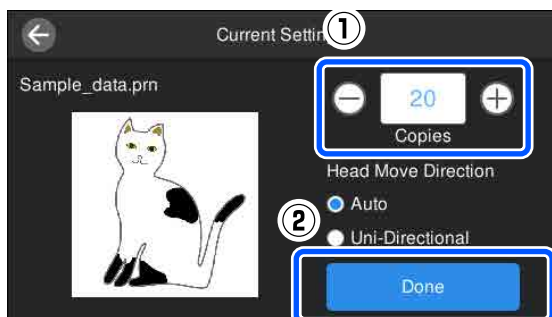 Current Settin
①
Sample_data.prn
20
Copies
Head Move Direction
Auto
②
Uni-Directional
Done